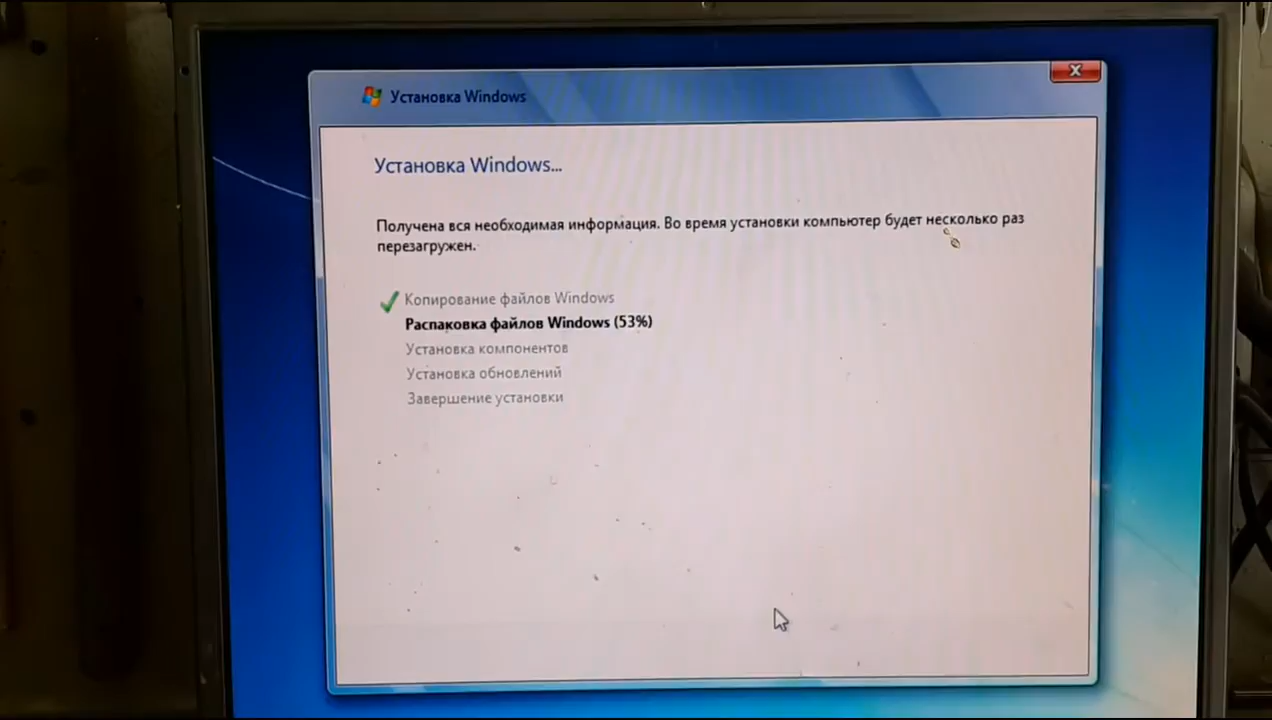 Установка Windows
Установка Windows...
Получена вся необходимая информация. Во время установки компьютер будет несколько раз
перезагружен.
Копирование файлов Windows
Распаковка файлов Windows (53%)
Установка компонентов
Установка обновлений
Завершение установки